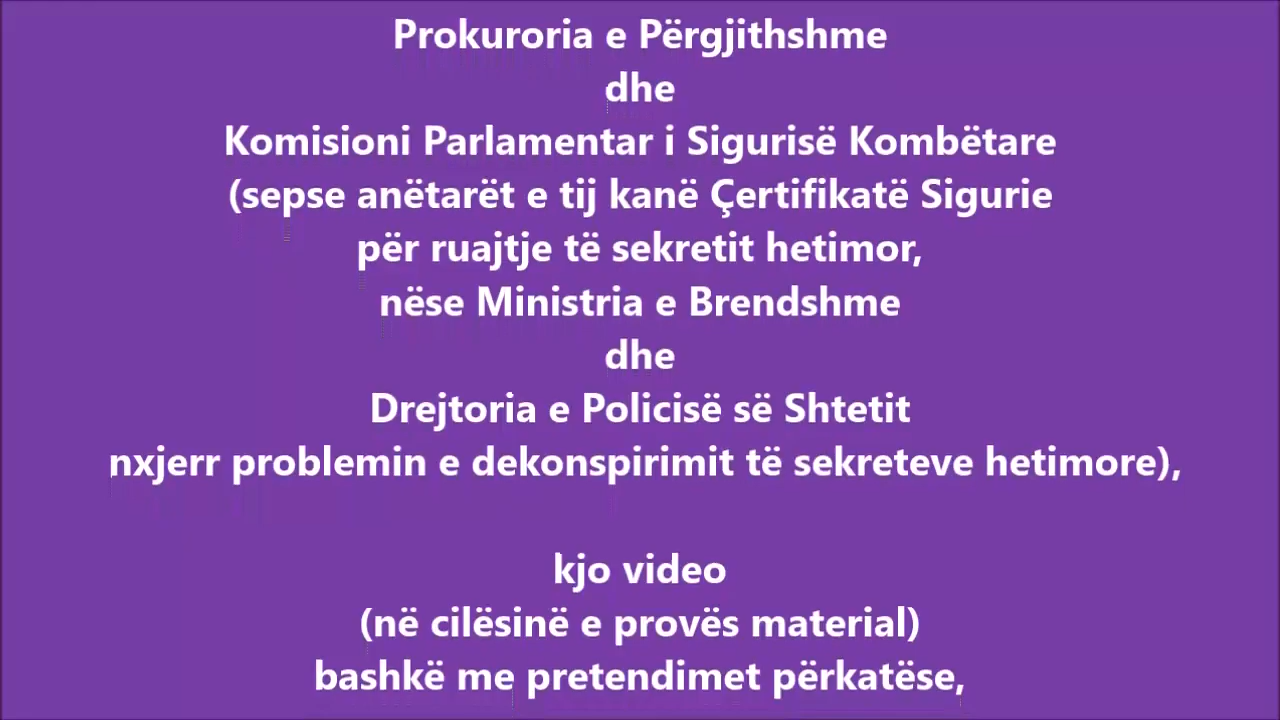 Prokuroria e Përgjithshme
dhe
Komisioni Parlamentar i Sigurisë Kombëtare
(sepse anëtarët e tij kanë Çertifikatë Sigurie
për ruajtje të sekretit hetimor,
nëse Ministria e Brendshme
dhe
Drejtoria e Policisë së Shtetit
nxjerr problemin e dekonspirimit të sekreteve hetimore),
kjo video
(në cilësinë e provës material)
bashkë me pretendimet përkatëse,